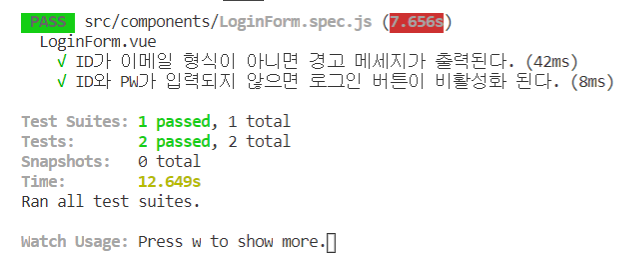 PASS src/components/LoginForm.spec.js (7.656s)
LoginForm.vue
√ ID가 이메일 형식이 아니면 경고 메세지가 출력된다. (42ms)
√ ID와 PW가 입력되지 않으면 로그인 버튼이 비활성화 된다. (8ms)
Test Suites: 1 passed, 1 total
Tests: 2 passed, 2 total
Snapshots: 0 total
Time: 12.649s
Ran all test suites.
Watch Usage: Press w to show more.